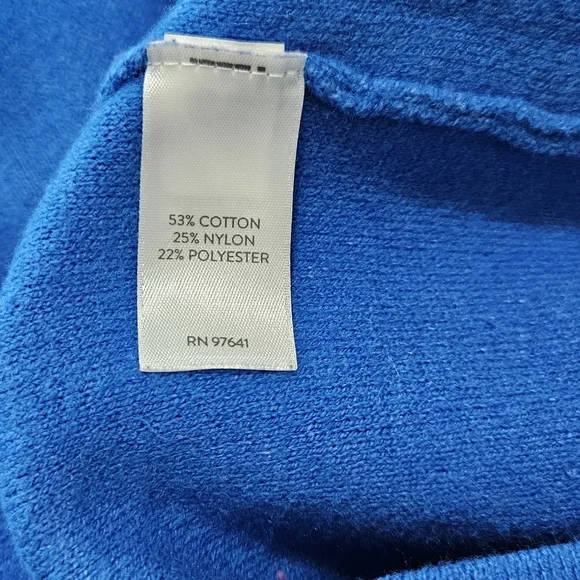 53% COTTON
25% NYLON
22% POLYESTER
RN 97641